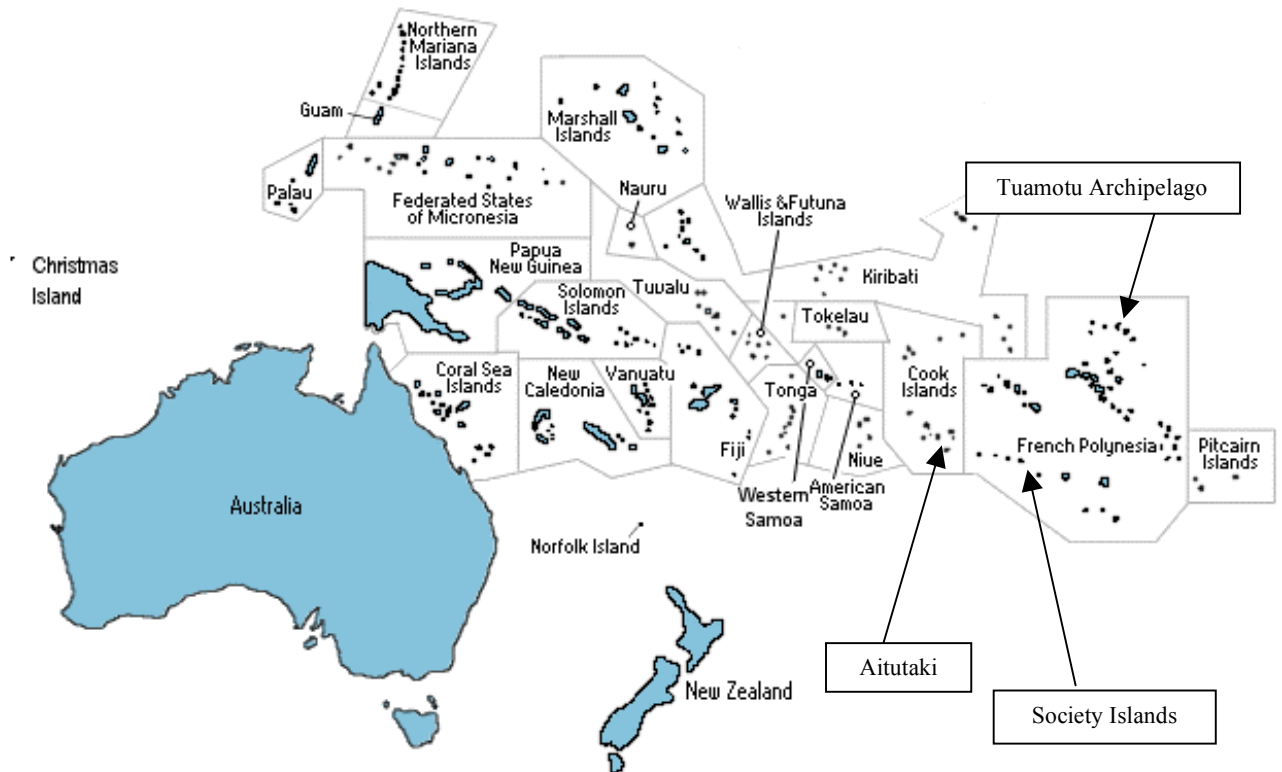 Northern
Mariana
Islands
Guam
Marshall
Islands
Palau
Federated States
of Micronesia
Nauru
Wallis &Futuna
Islands
Tuamotu Archipelago
Christmas
Island
Papua
New Guinea
Solomon
Islands
Tuvalu
Kiribati
Tokelau
Coral Sea
Islands
New
Caledonia
Vanuatu
Fiji
Tonga
Cook
Islands
Niue
French Polynesia
Pitcairn
Islands
Western
Samoa
American
Samoa
Australia
Norfolk Island
New Zealand
Aitutaki
Society Islands